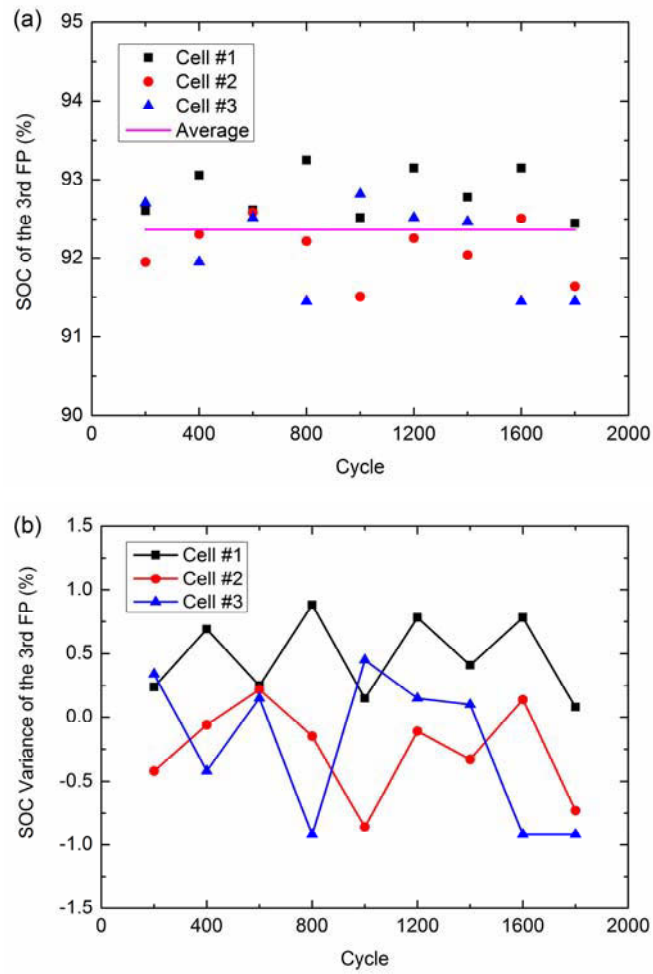 (a)
95
94
93
92
91
90
SOC of the 3rd FP (%)
Cell #1
Cell #2
Cell #3
Average
0 400 800 1200 1600 2000
Cycle
(b)
1.5
1.0
0.5
0.0
-0.5
-1.0
-1.5
SOC Variance of the 3rd FP (%)
Cell #1
Cell #2
Cell #3
0 400 800 1200 1600 2000
Cycle